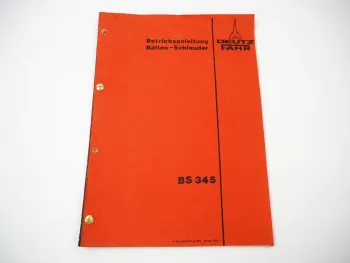 Betriebsanleitung
Ballen-Schleuder
DEUTZ
FAHR
BS 345